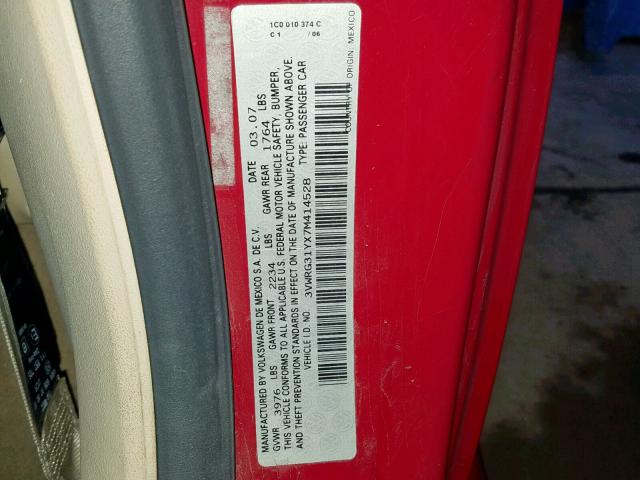 1C0 010 374 C
C 1 / 06
MANUFACTURED BY VOLKSWAGEN DE MEXICO S.A. DE C.V. DATE 03.07
GVWR 3976 LBS GAWR FRONT 2234 LBS GAWR REAR 1764 LBS
THIS VEHICLE CONFORMS TO ALL APPLICABLE U.S. FEDERAL MOTOR VEHICLE SAFETY, BUMPER,
AND THEFT PREVENTION STANDARDS IN EFFECT ON THE DATE OF MANUFACTURE SHOWN ABOVE.
VEHICLE I.D. NO. 3VWRG31YX7M414528 TYPE: PASSENGER CAR
COUNTRY OF ORIGIN: MEXICO